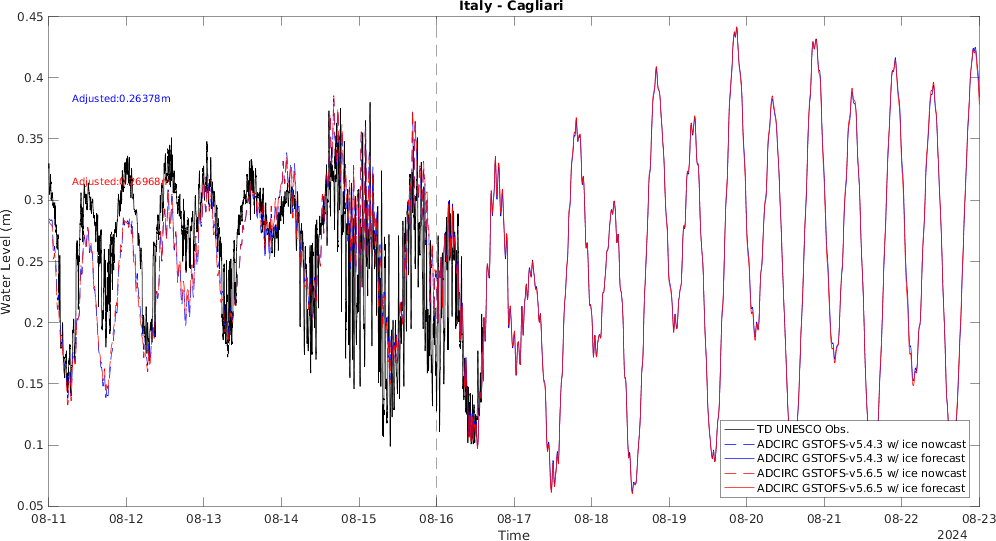 Italy - Cagliari
0.45
0.4
0.35
0.3
0.25
0.2
0.15
0.1
0.05
Water Level (m)
Adjusted:0.26378m
Adjusted:0.26968m
TD UNESCO Obs.
ADCIRC GSTOFS-v5.4.3 w/ ice nowcast
ADCIRC GSTOFS-v5.4.3 w/ ice forecast
ADCIRC GSTOFS-v5.6.5 w/ ice nowcast
ADCIRC GSTOFS-v5.6.5 w/ ice forecast
08-11 08-12 08-13 08-14 08-15 08-16 08-17 08-18 08-19 08-20 08-21 08-22 08-23
Time
2024